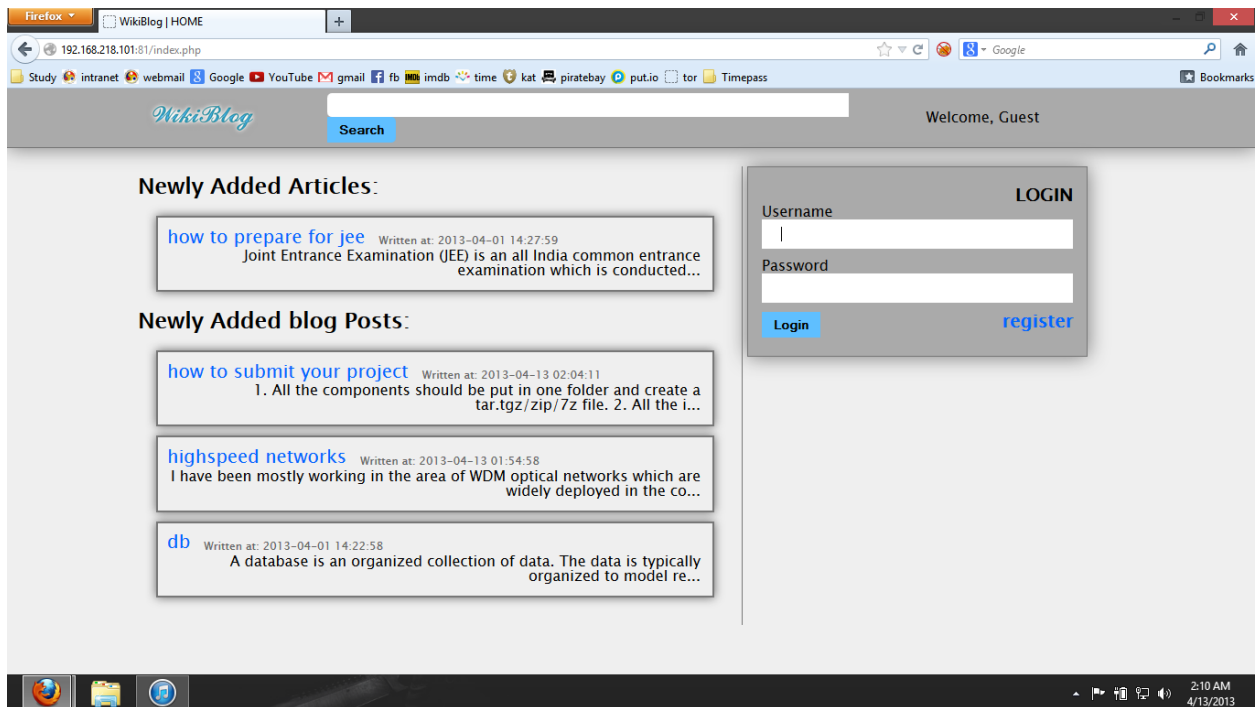 Firefox
WikiBlog | HOME
+
192.168.218.101:81/index.php
Google
Study intranet webmail Google YouTube gmail fb imdb time kat piratebay put.io tor Timepass Bookmarks
WikiBlog
Search
Welcome, Guest
Newly Added Articles:
how to prepare for jee Written at: 2013-04-01 14:27:59
Joint Entrance Examination (JEE) is an all India common entrance
examination which is conducted...
Newly Added blog Posts:
how to submit your project Written at: 2013-04-13 02:04:11
1. All the components should be put in one folder and create a
tar.tgz/zip/7z file. 2. All the i...
highspeed networks Written at: 2013-04-13 01:54:58
I have been mostly working in the area of WDM optical networks which are
widely deployed in the co...
db Written at: 2013-04-01 14:22:58
A database is an organized collection of data. The data is typically
organized to model re...
LOGIN
Username
Password
Login register
2:10 AM
4/13/2013